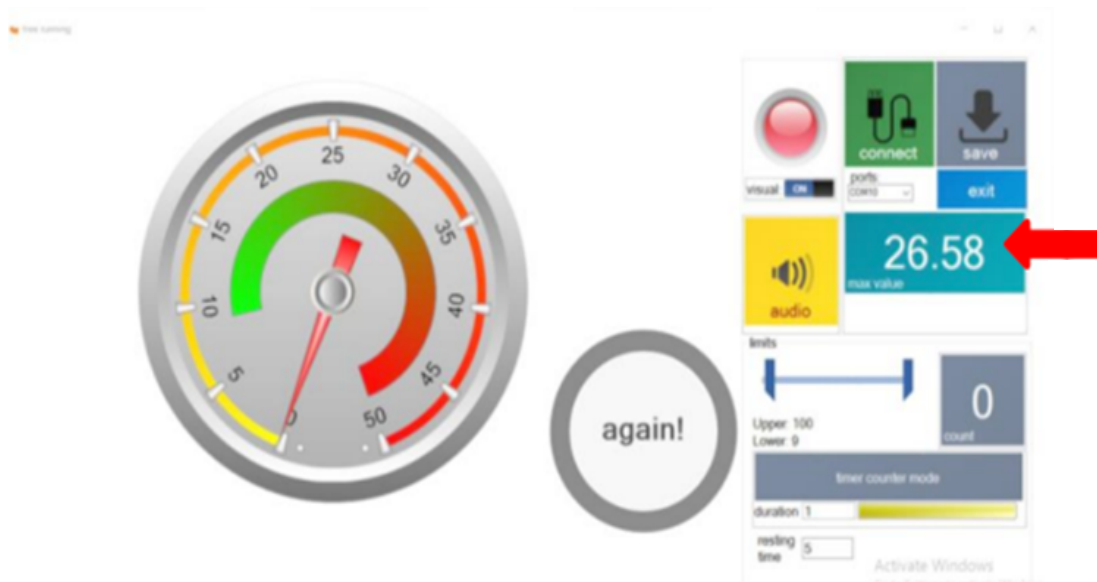 free running
25
20
30
15
35
10
40
5
45
0
50
again!
connect
save
visual ON
ports
COM10
exit
26.58
max value
audio
limits
Upper: 100
Lower: 9
0
count
timer counter mode
duration 1
resting
time
5
Activate Windows